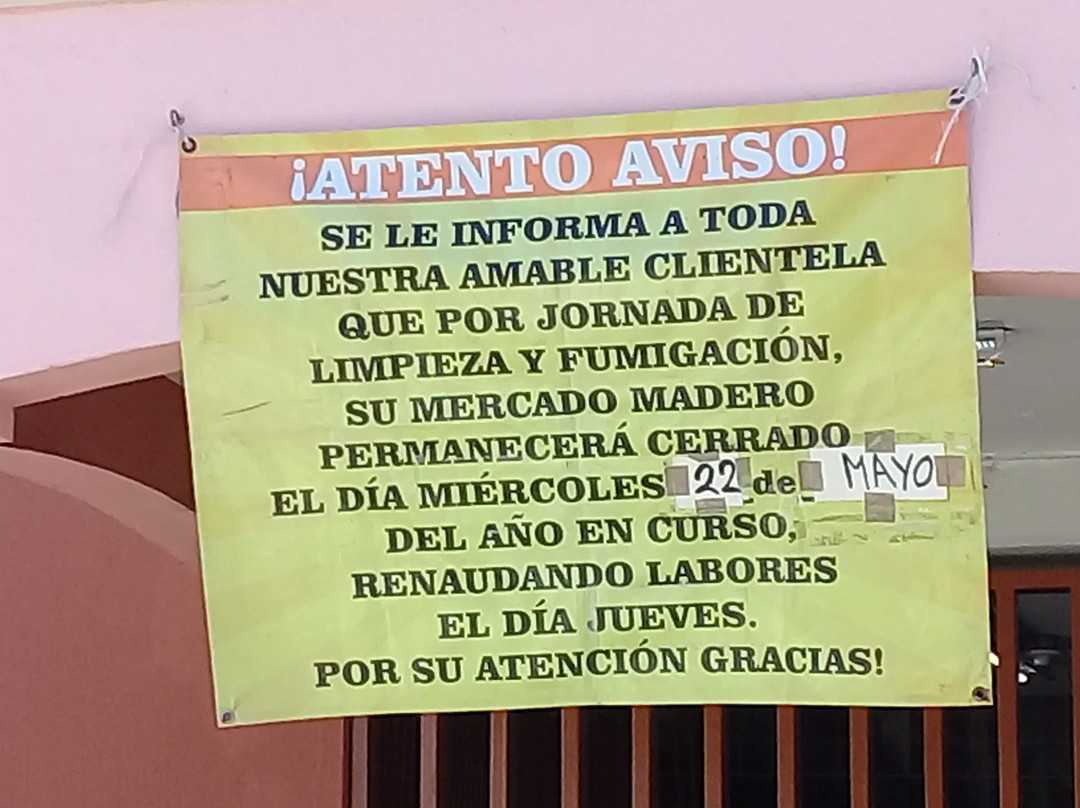 ¡ATENTO AVISO!
SE LE INFORMA A TODA
NUESTRA AMABLE CLIENTELA
QUE POR JORNADA DE
LIMPIEZA Y FUMIGACIÓN,
SU MERCADO MADERO
PERMANECERÁ CERRADO
EL DÍA MIÉRCOLES 22 de MAYO
DEL AÑO EN CURSO,
RENAUDANDO LABORES
EL DÍA JUEVES.
POR SU ATENCIÓN GRACIAS!